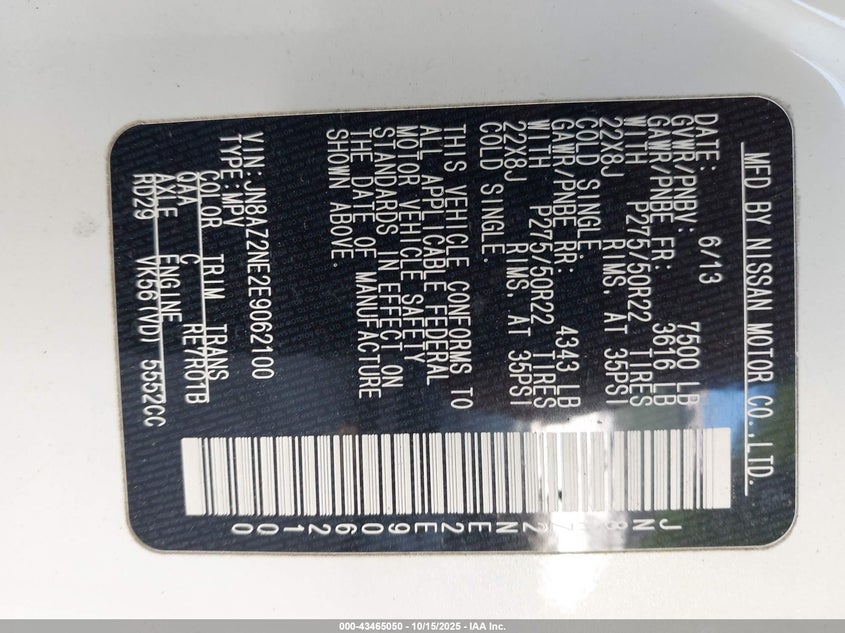 MFD BY NISSAN MOTOR CO.,LTD.
DATE: 6/13
GVWR/PNBV: 7500 LB
GAWR/PNBE FR: 3616 LB
WITH P275/50R22 TIRES
22X8J RIMS, AT 35PSI
COLD SINGLE.
GAWR/PNBE RR: 4343 LB
WITH P275/50R22 TIRES
22X8J RIMS, AT 35PSI
COLD SINGLE.
THIS VEHICLE CONFORMS TO
ALL APPLICABLE FEDERAL
MOTOR VEHICLE SAFETY
STANDARDS IN EFFECT ON
THE DATE OF MANUFACTURE
SHOWN ABOVE.
V.I.N:JN8AZ2NE2E9062100
TYPE:MPV
COLOR TRIM TRANS
QAA C RE7R01B
AXLE ENGINE
RD29 VK56(VD) 5552CC
JN8AZ2NE2E9062100
000-43465050 - 10/15/2025 - IAA Inc.